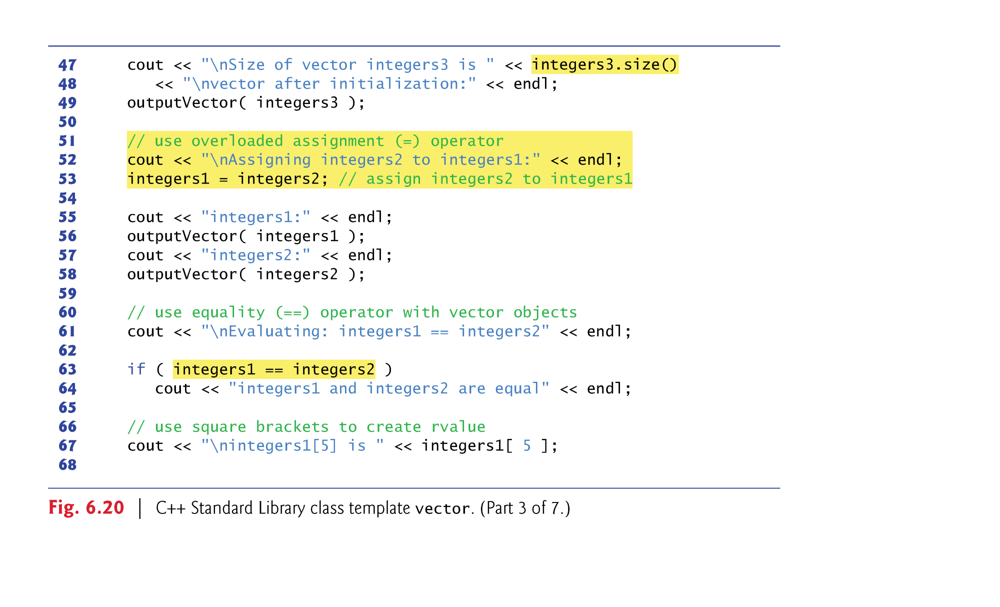 47 cout << "\nSize of vector integers3 is " << integers3.size()
48 << "\nvector after initialization:" << endl;
49 outputVector( integers3 );
50
51 // use overloaded assignment (=) operator
52 cout << "\nAssigning integers2 to integers1:" << endl;
53 integers1 = integers2; // assign integers2 to integers1
54
55 cout << "integers1:" << endl;
56 outputVector( integers1 );
57 cout << "integers2:" << endl;
58 outputVector( integers2 );
59
60 // use equality (==) operator with vector objects
61 cout << "\nEvaluating: integers1 == integers2" << endl;
62
63 if ( integers1 == integers2 )
64 cout << "integers1 and integers2 are equal" << endl;
65
66 // use square brackets to create rvalue
67 cout << "\nintegers1[5] is " << integers1[ 5 ];
68
Fig. 6.20 | C++ Standard Library class template vector. (Part 3 of 7.)